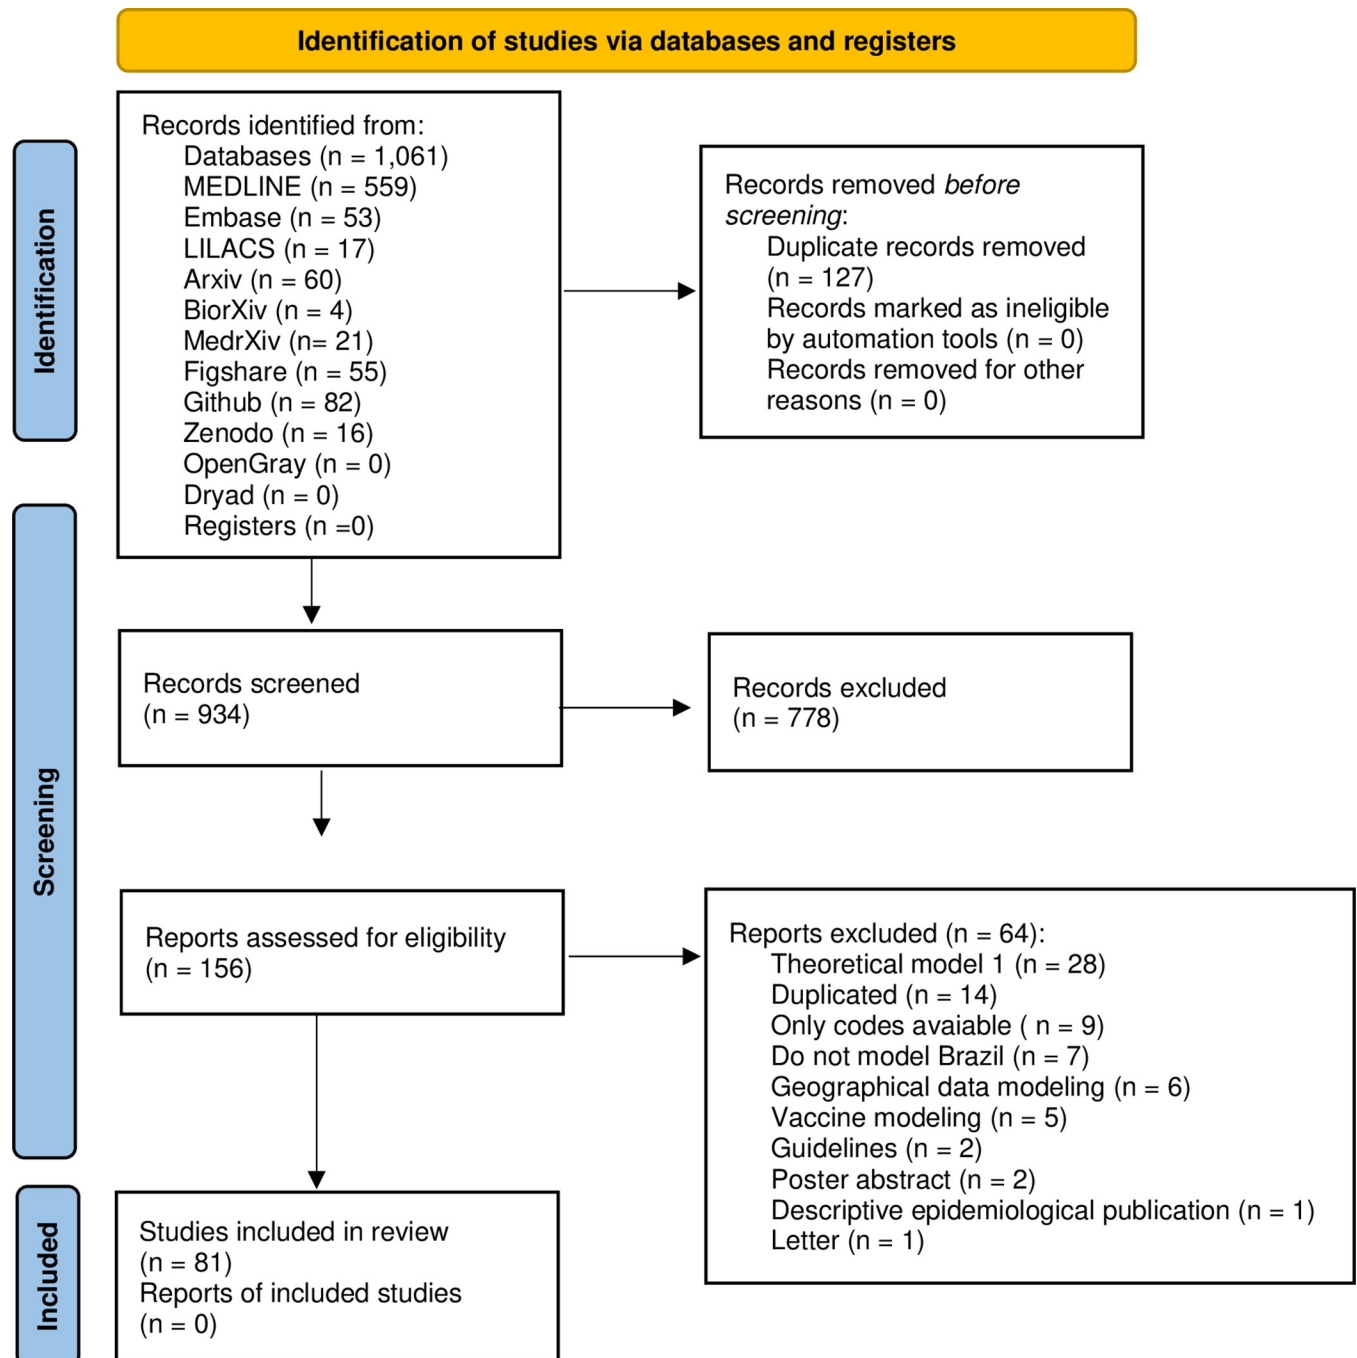 Identification of studies via databases and registers
Identification
Records identified from:
Databases (n = 1,061)
MEDLINE (n = 559)
Embase (n = 53)
LILACS (n = 17)
Arxiv (n = 60)
BiorXiv (n = 4)
MedrXiv (n= 21)
Figshare (n = 55)
Github (n = 82)
Zenodo (n = 16)
OpenGray (n = 0)
Dryad (n = 0)
Registers (n =0)
Records removed before
screening:
Duplicate records removed
(n = 127)
Records marked as ineligible
by automation tools (n = 0)
Records removed for other
reasons (n = 0)
Screening
Records screened
(n = 934)
Records excluded
(n = 778)
Reports assessed for eligibility
(n = 156)
Reports excluded (n = 64):
Theoretical model 1 (n = 28)
Duplicated (n = 14)
Only codes avaiable ( n = 9)
Do not model Brazil (n = 7)
Geographical data modeling (n = 6)
Vaccine modeling (n = 5)
Guidelines (n = 2)
Poster abstract (n = 2)
Descriptive epidemiological publication (n = 1)
Letter (n = 1)
Included
Studies included in review
(n = 81)
Reports of included studies
(n = 0)